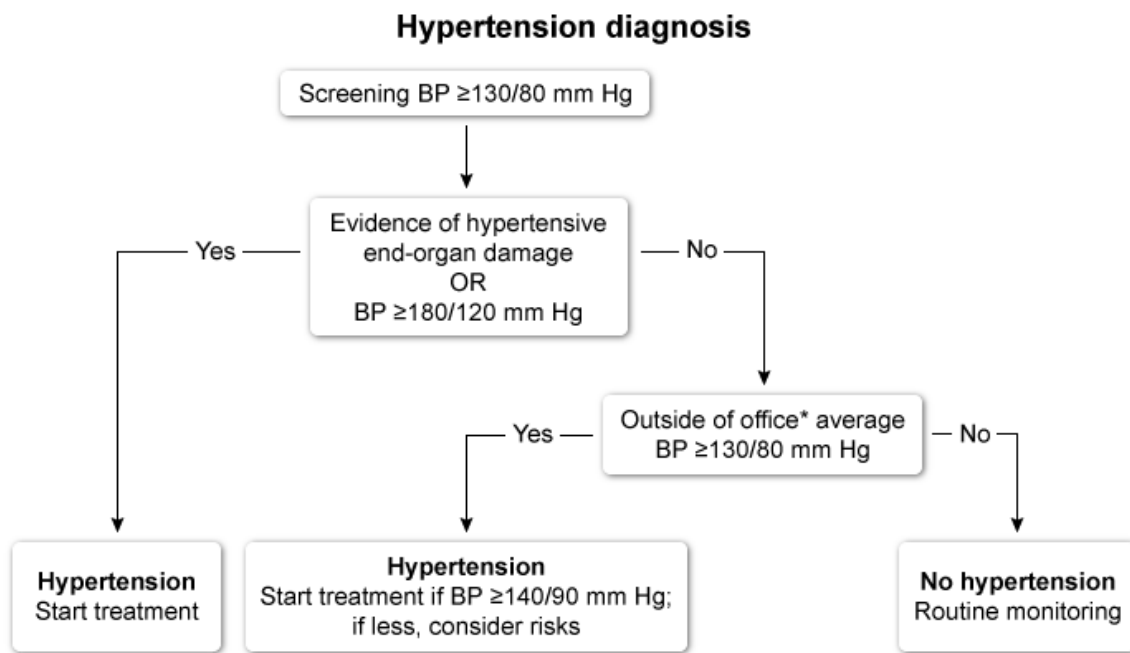 Hypertension diagnosis
Screening BP ≥130/80 mm Hg
Evidence of hypertensive
end-organ damage
OR
BP ≥180/120 mm Hg
Yes
No
Outside of office* average
BP ≥130/80 mm Hg
Yes
No
Hypertension
Start treatment
Hypertension
Start treatment if BP ≥140/90 mm Hg;
if less, consider risks
No hypertension
Routine monitoring